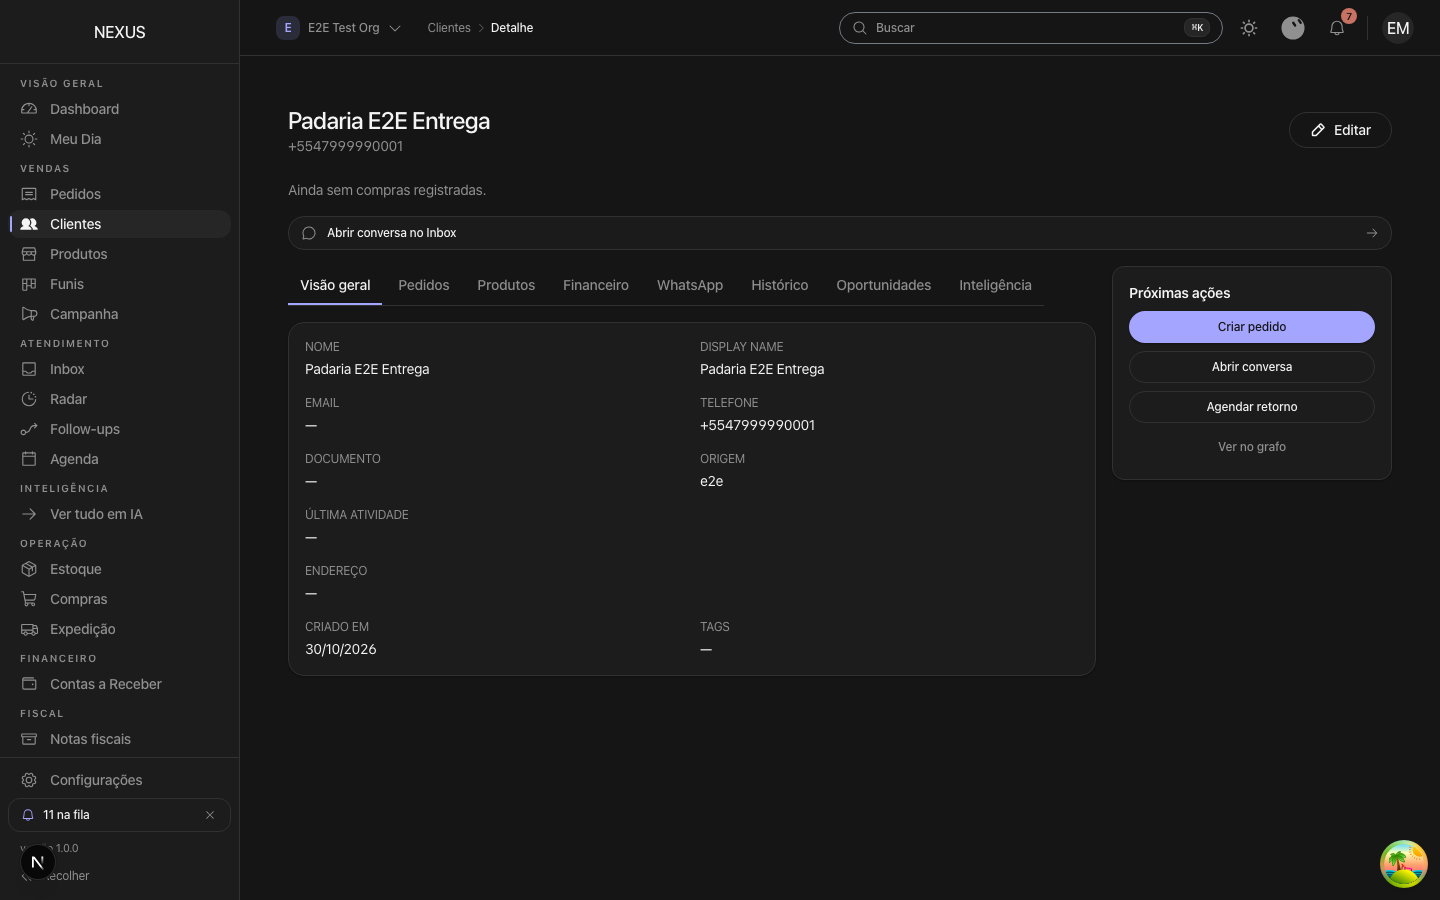 NEXUS
VISÃO GERAL
Dashboard
Meu Dia
VENDAS
Pedidos
Clientes
Produtos
Funis
Campanha
ATENDIMENTO
Inbox
Radar
Follow-ups
Agenda
INTELIGÊNCIA
Ver tudo em IA
OPERAÇÃO
Estoque
Compras
Expedição
FINANCEIRO
Contas a Receber
FISCAL
Notas fiscais
Configurações
11 na fila
1.0.0
N
E E2E Test Org Clientes Detalhe
Buscar ⌘K
7
EM
Padaria E2E Entrega
+5547999990001
Editar
Ainda sem compras registradas.
Abrir conversa no Inbox
Visão geral Pedidos Produtos Financeiro WhatsApp Histórico Oportunidades Inteligência
NOME
Padaria E2E Entrega
DISPLAY NAME
Padaria E2E Entrega
EMAIL
—
TELEFONE
+5547999990001
DOCUMENTO
—
ORIGEM
e2e
ÚLTIMA ATIVIDADE
—
ENDEREÇO
—
CRIADO EM
30/10/2026
TAGS
—
Próximas ações
Criar pedido
Abrir conversa
Agendar retorno
Ver no grafo